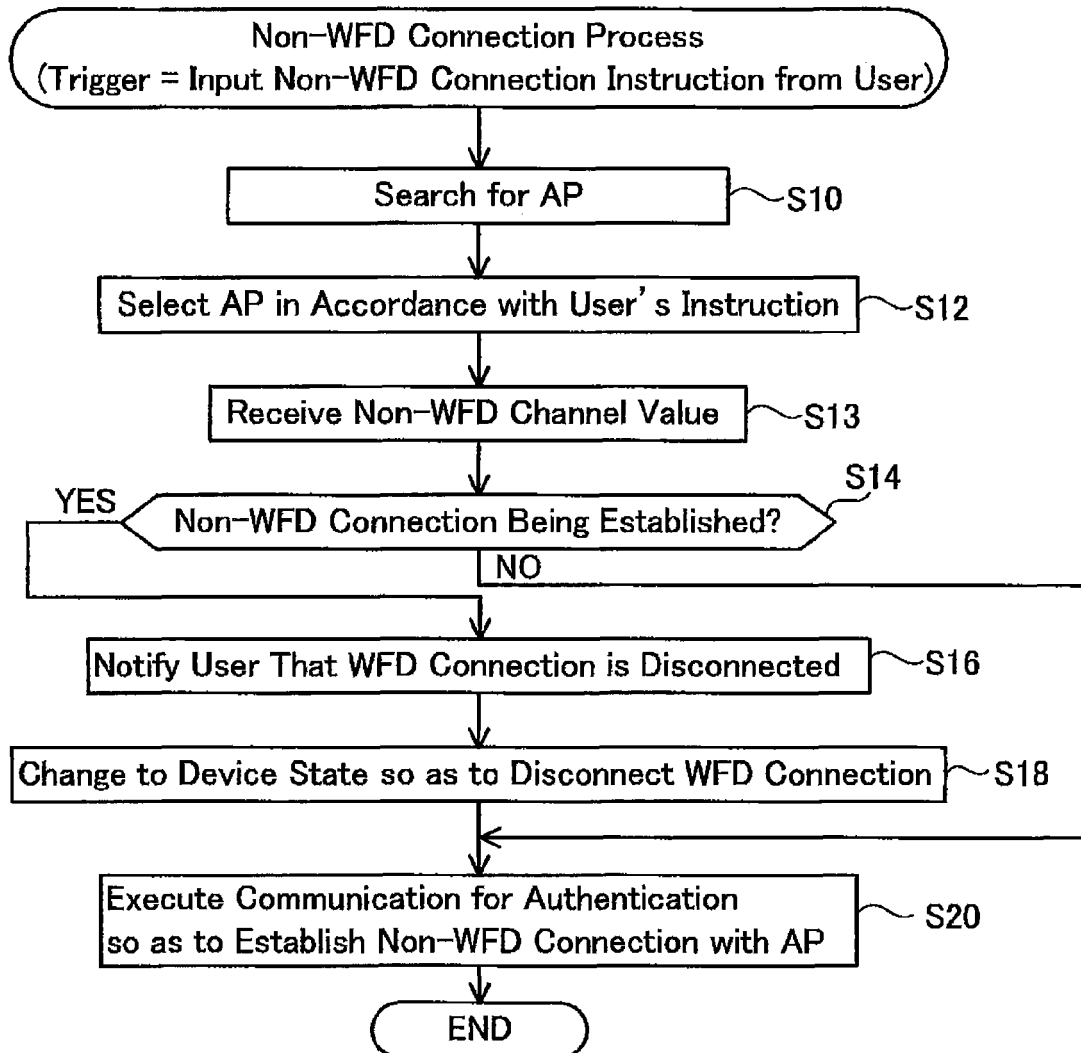 Non-WFD Connection Process
(Trigger = Input Non-WFD Connection Instruction from User)
Search for AP
S10
Select AP in Accordance with User's Instruction
S12
Receive Non-WFD Channel Value
S13
S14
YES
Non-WFD Connection Being Established?
NO
Notify User That WFD Connection is Disconnected
S16
Change to Device State so as to Disconnect WFD Connection
S18
Execute Communication for Authentication
so as to Establish Non-WFD Connection with AP
S20
END